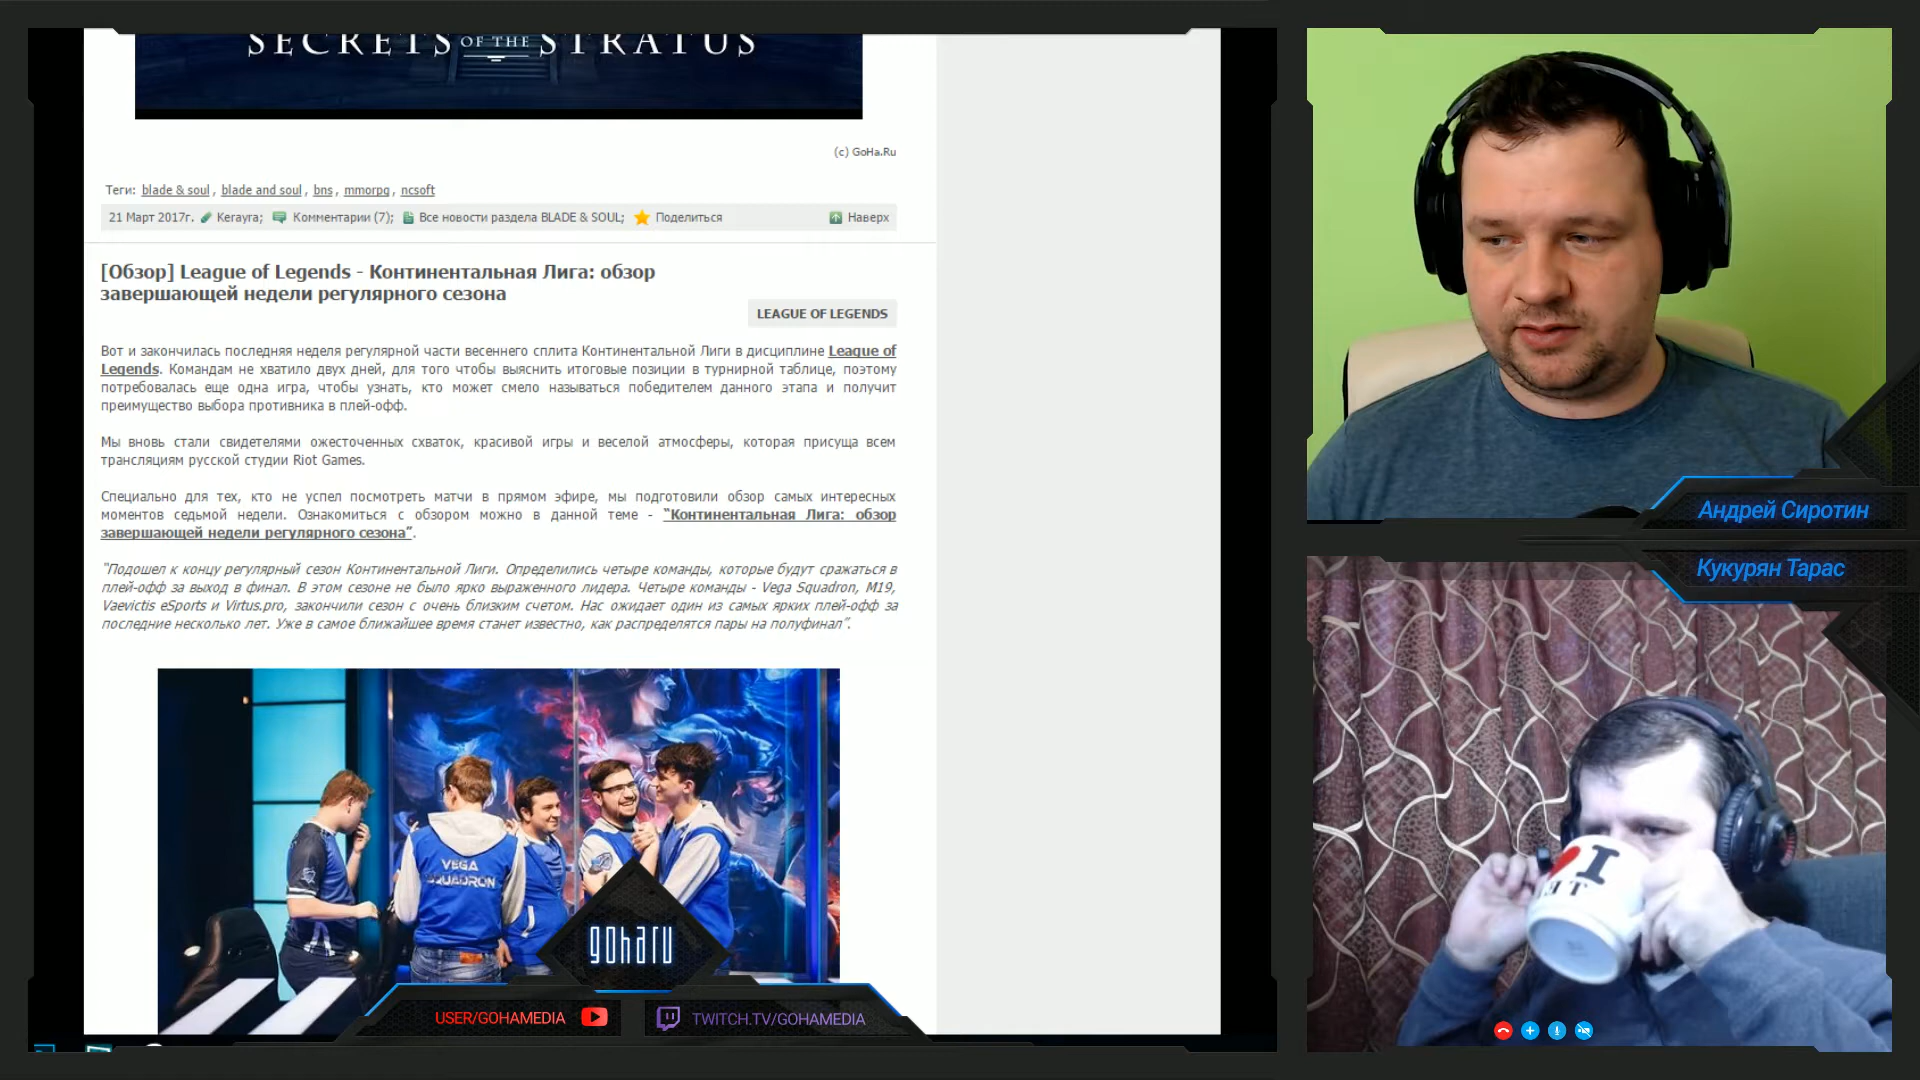 SECRETS OF THE STRATUS
(c) GoHa.Ru
Теги: blade & soul , blade and soul , bns , mmorpg , ncsoft
21 Март 2017г. Kerayra; Комментарии (7); Все новости раздела BLADE & SOUL; Поделиться Наверх
[Обзор] League of Legends - Континентальная Лига: обзор
завершающей недели регулярного сезона
LEAGUE OF LEGENDS
Вот и закончилась последняя неделя регулярной части весеннего сплита Континентальной Лиги в дисциплине League of
Legends. Командам не хватило двух дней, для того чтобы выяснить итоговые позиции в турнирной таблице, поэтому
потребовалась еще одна игра, чтобы узнать, кто может смело называться победителем данного этапа и получит
преимущество выбора противника в плей-офф.
Мы вновь стали свидетелями ожесточенных схваток, красивой игры и веселой атмосферы, которая присуща всем
трансляциям русской студии Riot Games.
Специально для тех, кто не успел посмотреть матчи в прямом эфире, мы подготовили обзор самых интересных
моментов седьмой недели. Ознакомиться с обзором можно в данной теме - “Континентальная Лига: обзор
завершающей недели регулярного сезона”.
“Подошел к концу регулярный сезон Континентальной Лиги. Определились четыре команды, которые будут сражаться в
плей-офф за выход в финал. В этом сезоне не было ярко выраженного лидера. Четыре команды - Vega Squadron, M19,
Vaevictis eSports и Virtus.pro, закончили сезон с очень близким счетом. Нас ожидает один из самых ярких плей-офф за
последние несколько лет. Уже в самое ближайшее время станет известно, как распределятся пары на полуфинал”.
VEGA
SQUADRON
goharu
USER/GOHAMEDIA
TWITCH.TV/GOHAMEDIA
Андрей Сиротин
Кукурян Тарас
I